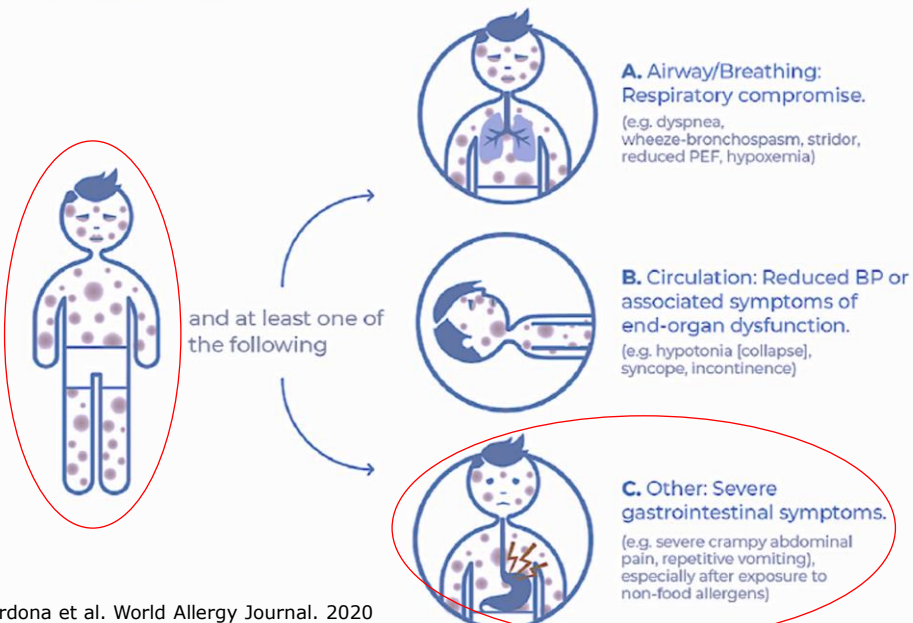 A. Airway/Breathing:
Respiratory compromise.
(e.g. dyspnea,
wheeze-bronchospasm, stridor,
reduced PEF, hypoxemia)
and at least one of
the following
B. Circulation: Reduced BP or
associated symptoms of
end-organ dysfunction.
(e.g. hypotonia [collapse],
syncope, incontinence)
C. Other: Severe
gastrointestinal symptoms.
(e.g. severe crampy abdominal
pain, repetitive vomiting),
especially after exposure to
non-food allergens)
rdona et al. World Allergy Journal. 2020